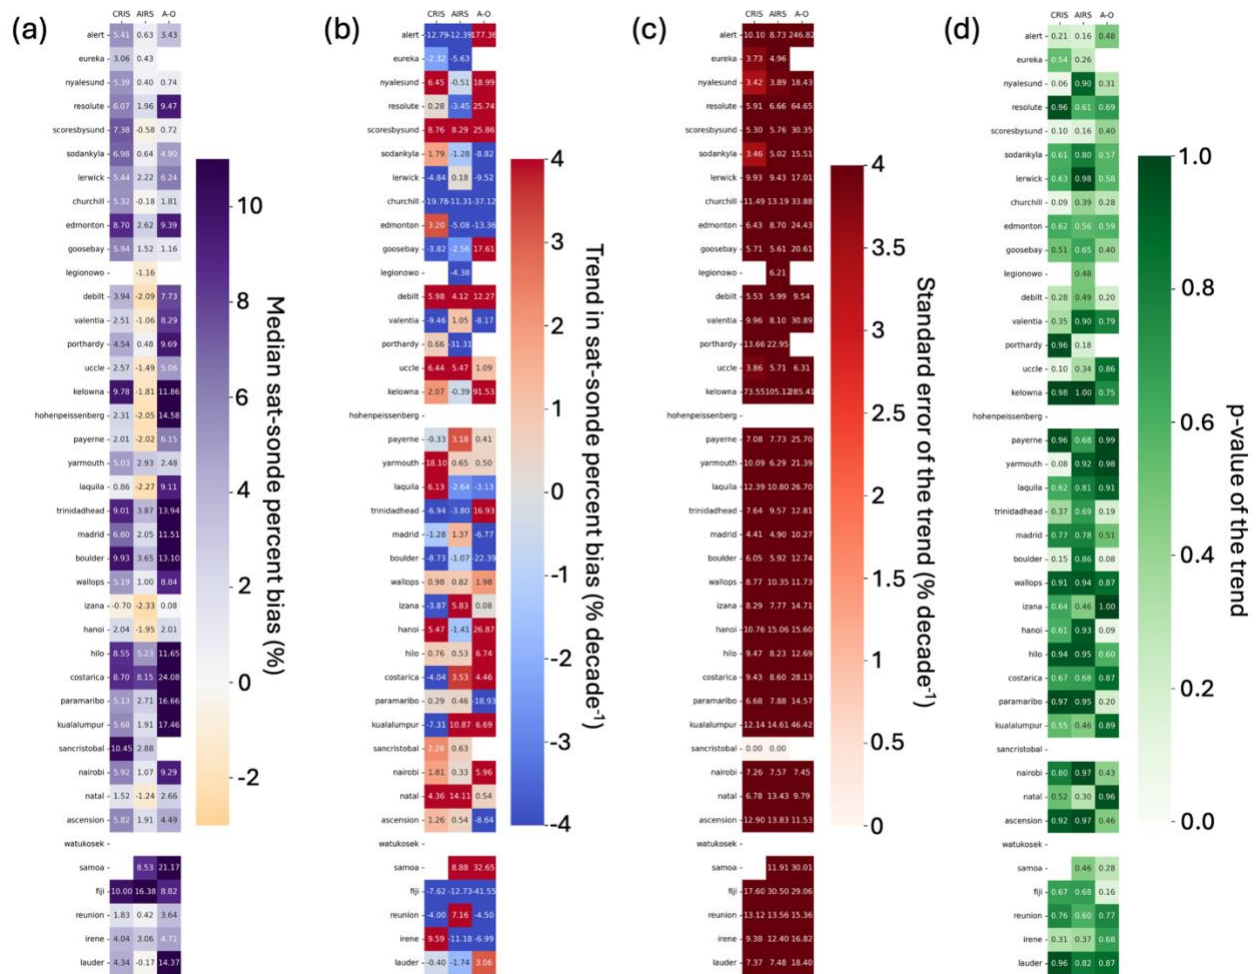 (a) CRIS AIRS A-O
alert 5.41 0.63 3.43
eureka 3.06 0.43
nyalesund 5.39 0.40 0.74
resolute 6.07 1.96 9.47
scoresbysund 7.38 -0.58 0.72
sodankyla 6.98 0.64 4.90
lerwick 5.44 2.22 6.24
churchill 5.32 -0.18 1.81
edmonton 8.70 2.62 9.39
goosebay 5.94 1.52 1.16
legionowo -1.16
debilt 3.94 -2.09 7.73
valentia 2.51 -1.06 8.29
porthardy 4.54 0.48 9.69
uccle 2.57 -1.49 5.06
kelowna 9.78 -1.81 11.86
hohenpeissenberg 2.31 -2.05 14.58
payerne 2.01 -2.02 6.15
yarmouth 5.03 2.93 2.48
laquila 0.86 -2.27 9.11
trinidadhead 9.01 3.87 13.94
madrid 6.80 2.05 11.51
boulder 9.93 3.65 13.10
wallops 5.19 1.00 8.84
izana -0.70 -2.33 0.08
hanoi 2.04 -1.95 2.01
hilo 8.55 5.23 11.65
costarica 8.70 8.15 24.08
paramaribo 5.13 2.71 16.66
kualalumpur 5.68 1.91 17.46
sancristobal 10.45 2.88
nairobi 5.92 1.07 9.29
natal 1.52 -1.24 2.66
ascension 5.82 1.91 4.49
watukosek
samoa 8.53 21.17
fiji 10.00 16.38 8.82
reunion 1.83 0.42 3.64
irene 4.04 3.06 4.71
lauder 4.34 -0.17 14.37
10
8
6
4
2
0
-2
Median sat-sonde percent bias (%)
(b) CRIS AIRS A-O
alert -12.79 -12.39 177.36
eureka -2.32 -5.63
nyalesund 6.45 -0.51 18.99
resolute 0.28 -3.45 25.74
scoresbysund 8.76 8.29 25.86
sodankyla 1.79 -1.28 -8.82
lerwick -4.84 0.18 -9.52
churchill -19.78 -11.31 -37.12
edmonton 3.20 -5.08 -13.36
goosebay -3.82 -2.56 17.61
legionowo -4.38
debilt 5.98 4.12 12.27
valentia -9.46 1.05 -8.17
porthardy 0.66 -31.31
uccle 6.44 5.47 1.09
kelowna 2.07 -0.39 91.53
hohenpeissenberg
payerne -0.33 3.18 0.41
yarmouth 18.10 0.65 0.50
laquila 6.13 -2.64 -3.13
trinidadhead -6.94 -3.80 16.93
madrid -1.28 1.37 -6.77
boulder -8.73 -1.07 -22.39
wallops 0.98 0.82 1.98
izana -3.87 5.83 0.08
hanoi 5.47 -1.41 26.87
hilo 0.76 0.53 6.74
costarica -4.04 3.53 4.46
paramaribo 0.29 0.46 -18.93
kualalumpur -7.31 10.87 6.69
sancristobal 2.28 0.63
nairobi 1.81 0.33 5.96
natal 4.36 14.11 0.54
ascension 1.26 0.54 -8.64
watukosek
samoa 8.88 32.65
fiji -7.62 -12.73 -41.55
reunion -4.00 7.16 -4.50
irene 9.59 -11.18 -6.99
lauder -0.40 -1.74 3.06
4
3
2
1
0
-1
-2
-3
-4
Trend in sat-sonde percent bias (% decade⁻¹)
(c) CRIS AIRS A-O
alert 10.10 8.73 246.82
eureka 3.73 4.96
nyalesund 3.42 3.89 18.43
resolute 5.91 6.66 64.65
scoresbysund 5.30 5.76 30.35
sodankyla 3.46 5.02 15.51
lerwick 9.93 9.43 17.01
churchill 11.49 13.19 33.88
edmonton 6.43 8.70 24.43
goosebay 5.71 5.61 20.61
legionowo 6.21
debilt 5.53 5.99 9.54
valentia 9.96 8.10 30.89
porthardy 13.66 22.95
uccle 3.86 5.71 6.31
kelowna 73.55 105.12 285.41
hohenpeissenberg
payerne 7.08 7.73 25.70
yarmouth 10.09 6.29 21.39
laquila 12.39 10.80 26.70
trinidadhead 7.64 9.57 12.81
madrid 4.41 4.90 10.27
boulder 6.05 5.92 12.74
wallops 8.77 10.35 11.73
izana 8.29 7.77 14.71
hanoi 10.76 15.06 15.60
hilo 9.47 8.23 12.69
costarica 9.43 8.60 28.13
paramaribo 6.68 7.88 14.57
kualalumpur 12.14 14.61 46.42
sancristobal 0.00 0.00
nairobi 7.26 7.57 7.45
natal 6.78 13.43 9.79
ascension 12.90 13.83 11.53
watukosek
samoa 11.91 30.01
fiji 17.60 30.50 29.06
reunion 13.12 13.56 15.36
irene 9.38 12.40 16.82
lauder 7.37 7.48 18.40
4
3.5
3
2.5
2
1.5
1
0.5
0
Standard error of the trend (% decade⁻¹)
(d) CRIS AIRS A-O
alert 0.21 0.16 0.48
eureka 0.54 0.26
nyalesund 0.06 0.90 0.31
resolute 0.96 0.61 0.69
scoresbysund 0.10 0.16 0.40
sodankyla 0.61 0.80 0.57
lerwick 0.63 0.98 0.58
churchill 0.09 0.39 0.28
edmonton 0.62 0.56 0.59
goosebay 0.51 0.65 0.40
legionowo 0.48
debilt 0.28 0.49 0.20
valentia 0.35 0.90 0.79
porthardy 0.96 0.18
uccle 0.10 0.34 0.86
kelowna 0.98 1.00 0.75
hohenpeissenberg
payerne 0.96 0.68 0.99
yarmouth 0.08 0.92 0.98
laquila 0.62 0.81 0.91
trinidadhead 0.37 0.69 0.19
madrid 0.77 0.78 0.51
boulder 0.15 0.86 0.08
wallops 0.91 0.94 0.87
izana 0.64 0.46 1.00
hanoi 0.61 0.93 0.09
hilo 0.94 0.95 0.60
costarica 0.67 0.68 0.87
paramaribo 0.97 0.95 0.20
kualalumpur 0.55 0.46 0.89
sancristobal
nairobi 0.80 0.97 0.43
natal 0.52 0.30 0.96
ascension 0.92 0.97 0.46
watukosek
samoa 0.46 0.28
fiji 0.67 0.68 0.16
reunion 0.76 0.60 0.77
irene 0.31 0.37 0.68
lauder 0.96 0.82 0.87
1.0
0.8
0.6
0.4
0.2
0.0
p-value of the trend